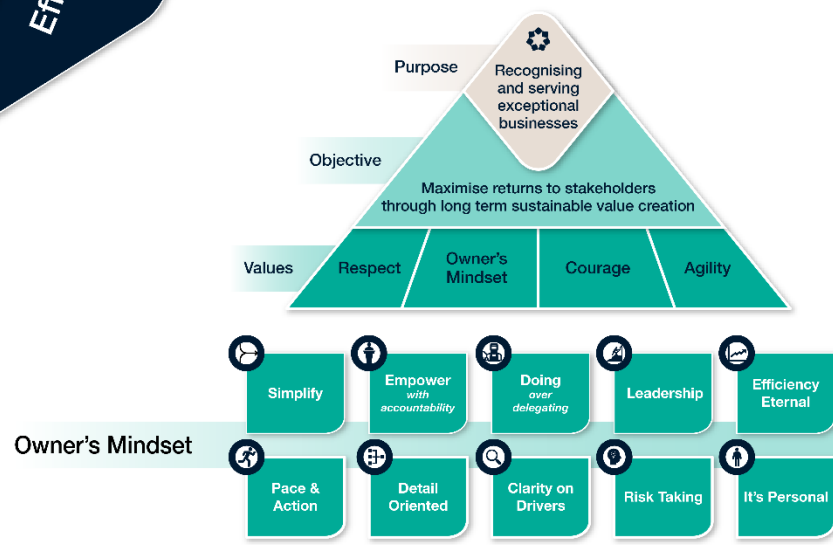 Purpose
Recognising
and serving
exceptional
businesses
Objective
Maximise returns to stakeholders
through long term sustainable value creation
Values
Respect
Owner's
Mindset
Courage
Agility
Simplify
Empower
with
accountability
Doing
over
delegating
Leadership
Efficiency
Eternal
Owner's Mindset
Pace &
Action
Detail
Oriented
Clarity on
Drivers
Risk Taking
It's Personal